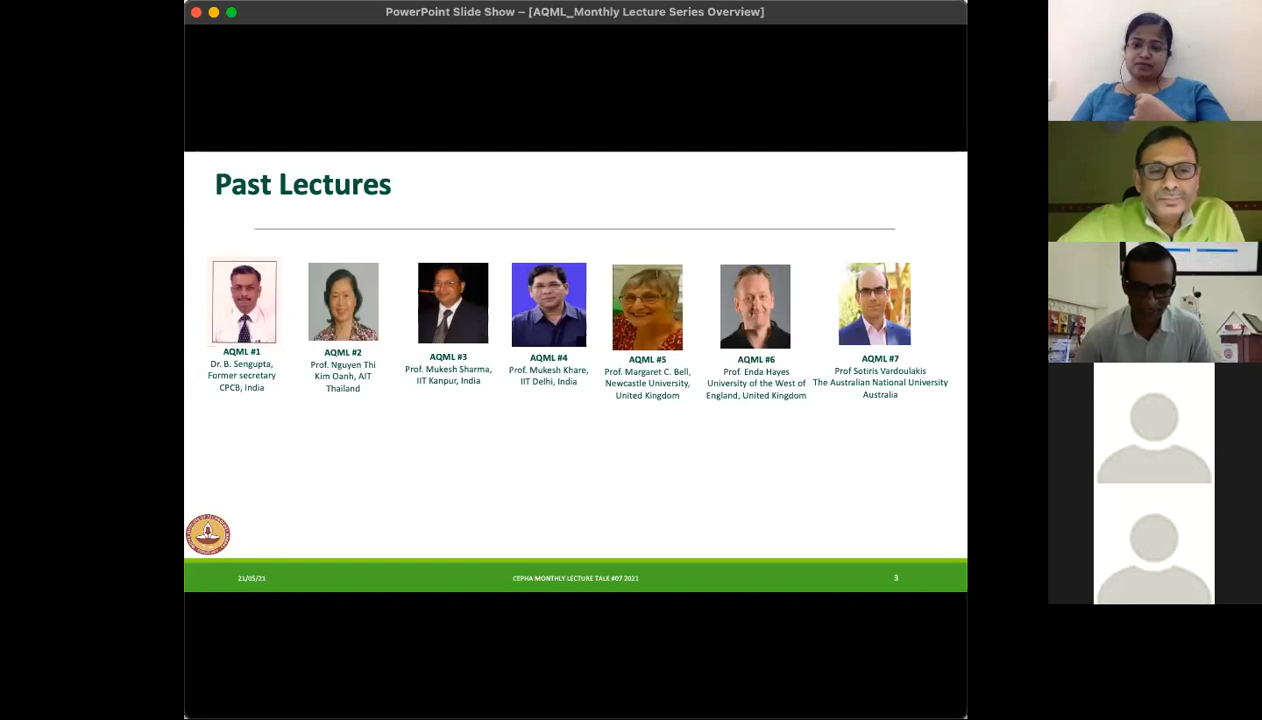 PowerPoint Slide Show – [AQML_Monthly Lecture Series Overview]
Past Lectures
AQML #1
Dr. B. Sengupta,
Former secretary
CPCB, India
AQML #2
Prof. Nguyen Thi
Kim Oanh, AIT
Thailand
AQML #3
Prof. Mukesh Sharma,
IIT Kanpur, India
AQML #4
Prof. Mukesh Khare,
IIT Delhi, India
AQML #5
Prof. Margaret C. Bell,
Newcastle University,
United Kingdom
AQML #6
Prof. Enda Hayes
University of the West of
England, United Kingdom
AQML #7
Prof Sotiris Vardoulakis
The Australian National University
Australia
21/05/21
CEPHA MONTHLY LECTURE TALK #07 2021
3